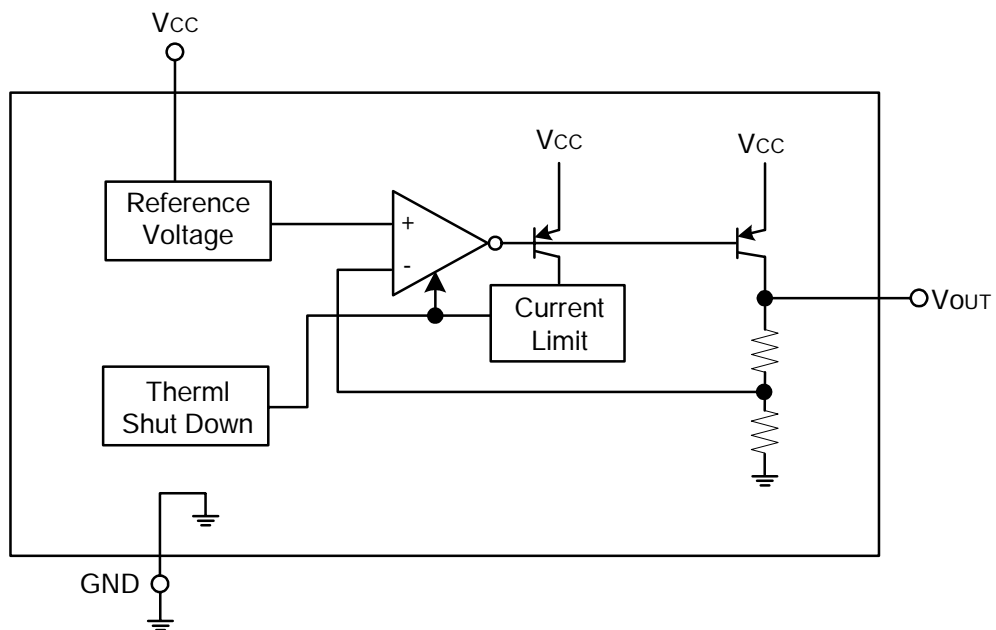 VCC
VCC
VCC
Reference
Voltage
+
-
Current
Limit
VOUT
Therml
Shut Down
GND